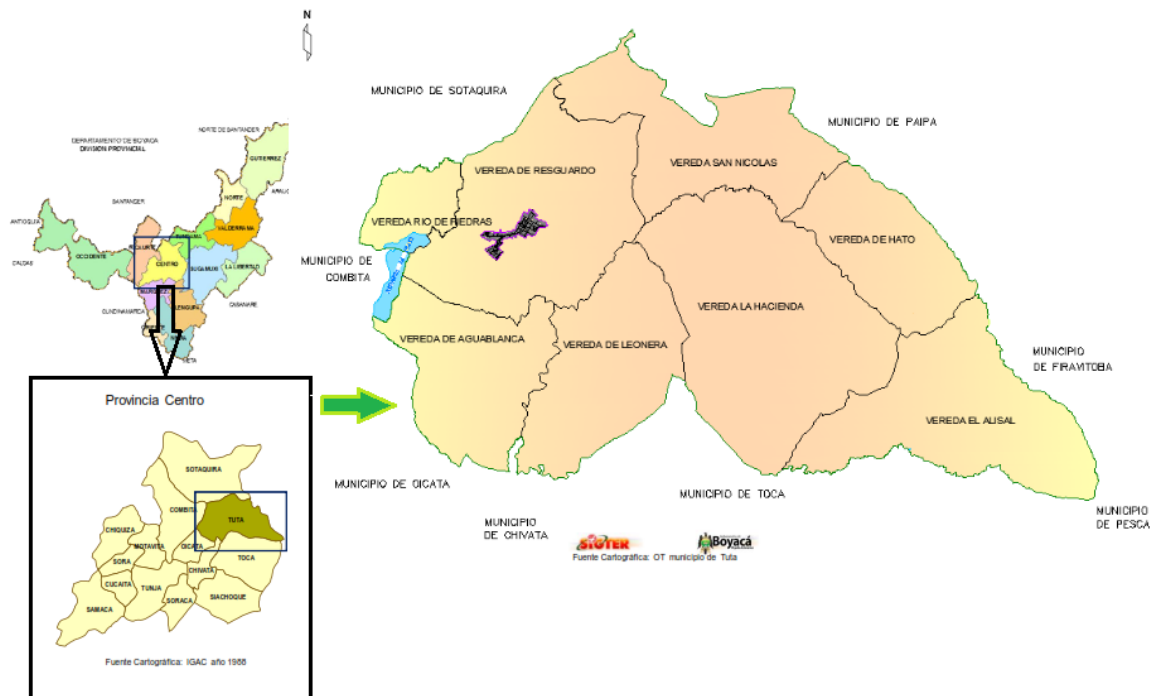 N
DEPARTAMENTO DE BOYACA
DIVISION PROVINCIAL
NORTE DE SANTANDER
GUTIERREZ
SANTANDER
NORTE
ANTIOQUIA
VALDERRAMA
OCCIDENTE
CENTRO
SUGAMUXI
LA LIBERTAD
CALDAS
CASANARE
CUNDINAMARCA
LENGUPA
META
Provincia Centro
SOTAQUIRA
COMBITA
TUTA
CHIQUIZA
MOTAVITA
OICATA
SORA
CHIVATA
TOCA
CUCAITA
TUNJA
SIACHOQUE
SAMACA
SORACA
Fuente Cartográfica: IGAC año 1988
MUNICIPIO DE SOTAQUIRA
MUNICIPIO DE PAIPA
VEREDA DE RESGUARDO
VEREDA SAN NICOLAS
VEREDA RIO DE PIEDRAS
VEREDA DE HATO
MUNICIPIO
DE COMBITA
VEREDA LA HACIENDA
VEREDA DE AGUABLANCA
VEREDA DE LEONERA
MUNICIPIO
DE FIRAVITOBA
VEREDA EL ALISAL
MUNICIPIO DE OICATA
MUNICIPIO DE TOCA
MUNICIPIO
DE CHIVATA
MUNICIPIO
DE PESCA
SIGTER
Boyacá
Fuente Cartográfica: OT municipio de Tuta